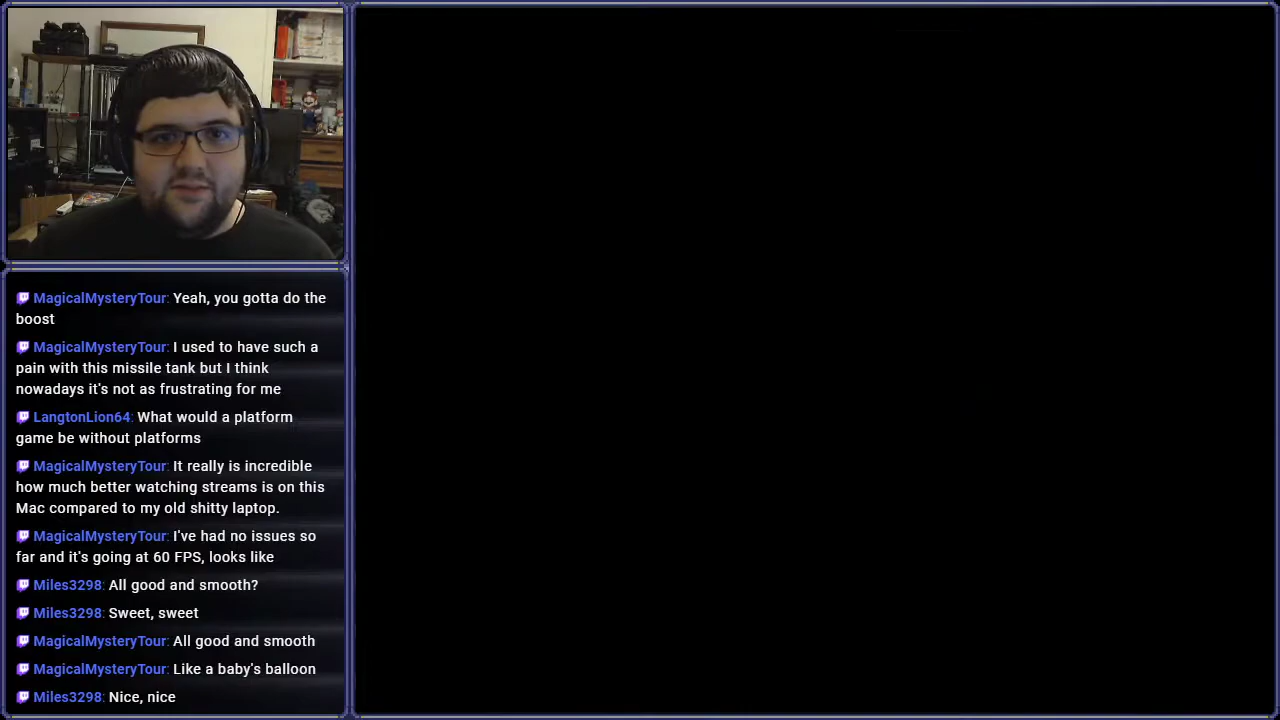 MagicalMysteryTour: Yeah, you gotta do the
boost
MagicalMysteryTour: I used to have such a
pain with this missile tank but I think
nowadays it's not as frustrating for me
LangtonLion64: What would a platform
game be without platforms
MagicalMysteryTour: It really is incredible
how much better watching streams is on this
Mac compared to my old shitty laptop.
MagicalMysteryTour: I've had no issues so
far and it's going at 60 FPS, looks like
Miles3298: All good and smooth?
Miles3298: Sweet, sweet
MagicalMysteryTour: All good and smooth
MagicalMysteryTour: Like a baby's balloon
Miles3298: Nice, nice